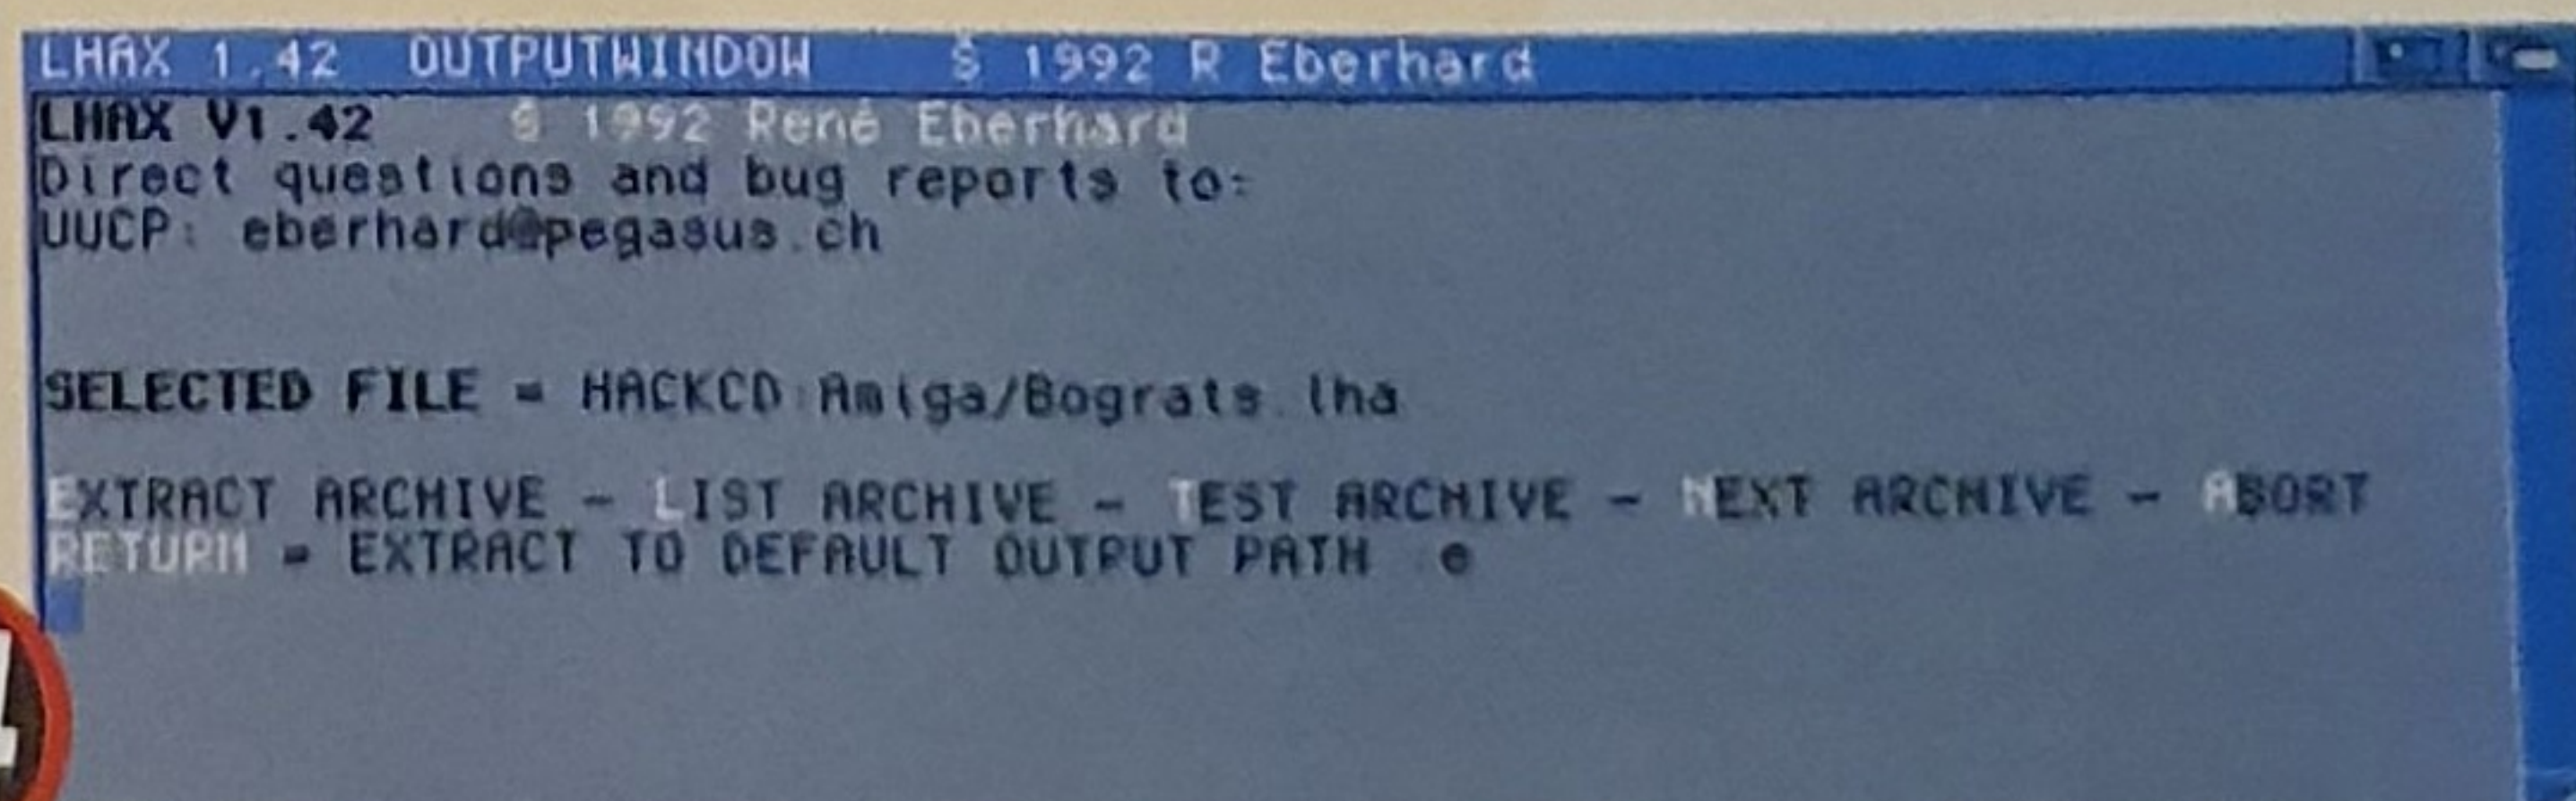 LHAX 1.42 OUTPUTWINDOW § 1992 R Eberhard
LHAX V1.42 § 1992 René Eberhard
Direct questions and bug reports to:
UUCP: eberhard@pegasus.ch
SELECTED FILE = HACKCD:Amiga/Bograts.lha
EXTRACT ARCHIVE - LIST ARCHIVE - TEST ARCHIVE - NEXT ARCHIVE - ABORT
RETURN = EXTRACT TO DEFAULT OUTPUT PATH :e